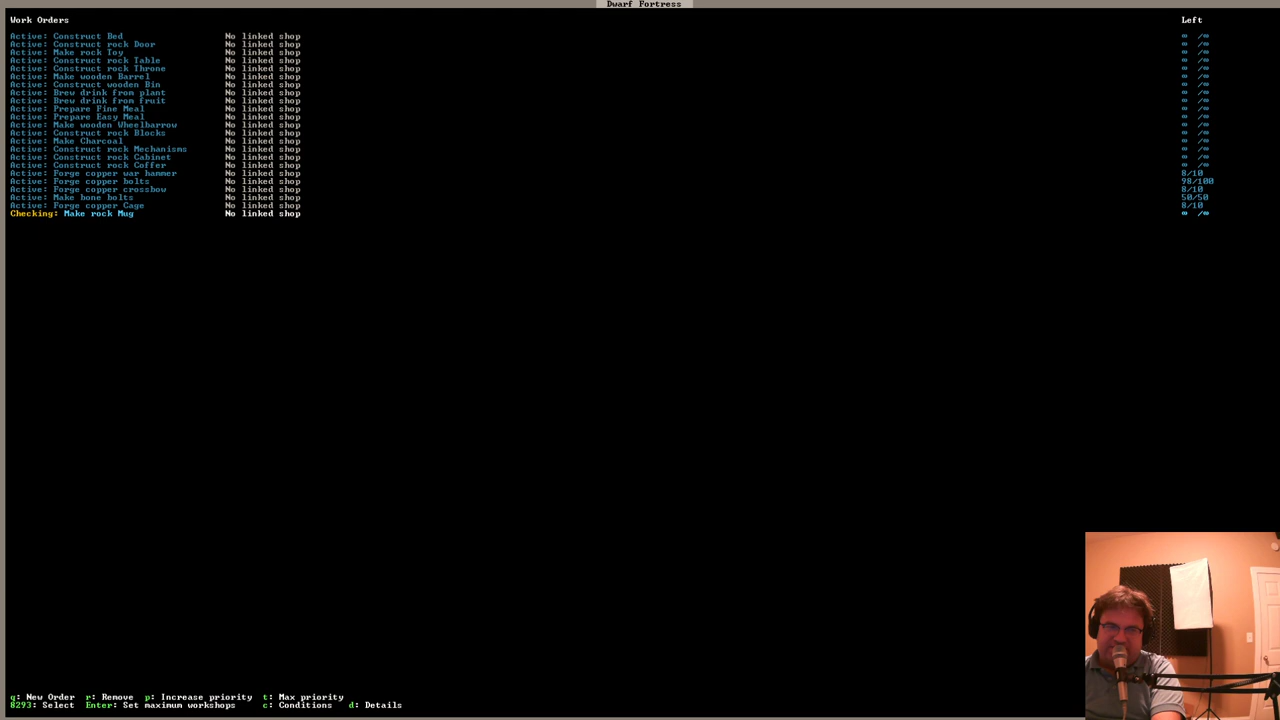 Dwarf Fortress
Work Orders Left
Active: Construct Bed No linked shop ∞ /∞
Active: Construct rock Door No linked shop ∞ /∞
Active: Make rock Toy No linked shop ∞ /∞
Active: Construct rock Table No linked shop ∞ /∞
Active: Construct rock Throne No linked shop ∞ /∞
Active: Make wooden Barrel No linked shop ∞ /∞
Active: Construct wooden Bin No linked shop ∞ /∞
Active: Brew drink from plant No linked shop ∞ /∞
Active: Brew drink from fruit No linked shop ∞ /∞
Active: Prepare Fine Meal No linked shop ∞ /∞
Active: Prepare Easy Meal No linked shop ∞ /∞
Active: Make wooden Wheelbarrow No linked shop ∞ /∞
Active: Construct rock Blocks No linked shop ∞ /∞
Active: Make Charcoal No linked shop ∞ /∞
Active: Construct rock Mechanisms No linked shop ∞ /∞
Active: Construct rock Cabinet No linked shop ∞ /∞
Active: Construct rock Coffer No linked shop ∞ /∞
Active: Forge copper war hammer No linked shop 8/10
Active: Forge copper bolts No linked shop 98/100
Active: Forge copper crossbow No linked shop 8/10
Active: Make bone bolts No linked shop 50/50
Active: Forge copper Cage No linked shop 8/10
Checking: Make rock Mug No linked shop ∞ /∞
q: New Order r: Remove p: Increase priority t: Max priority
8293: Select Enter: Set maximum workshops c: Conditions d: Details